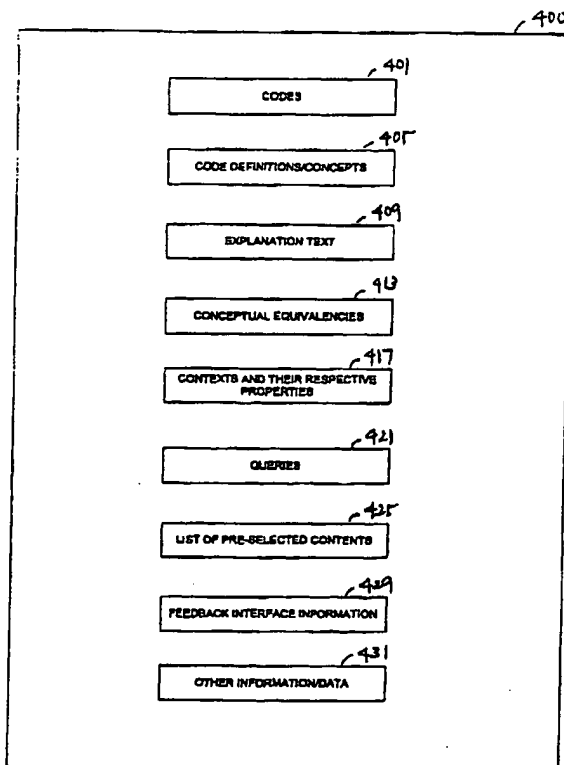 400
401
CODES
405
CODE DEFINITIONS/CONCEPTS
409
EXPLANATION TEXT
413
CONCEPTUAL EQUIVALENCIES
417
CONTEXTS AND THEIR RESPECTIVE
PROPERTIES
421
QUERIES
425
LIST OF PRE-SELECTED CONTENTS
429
FEEDBACK INTERFACE INFORMATION
431
OTHER INFORMATION/DATA